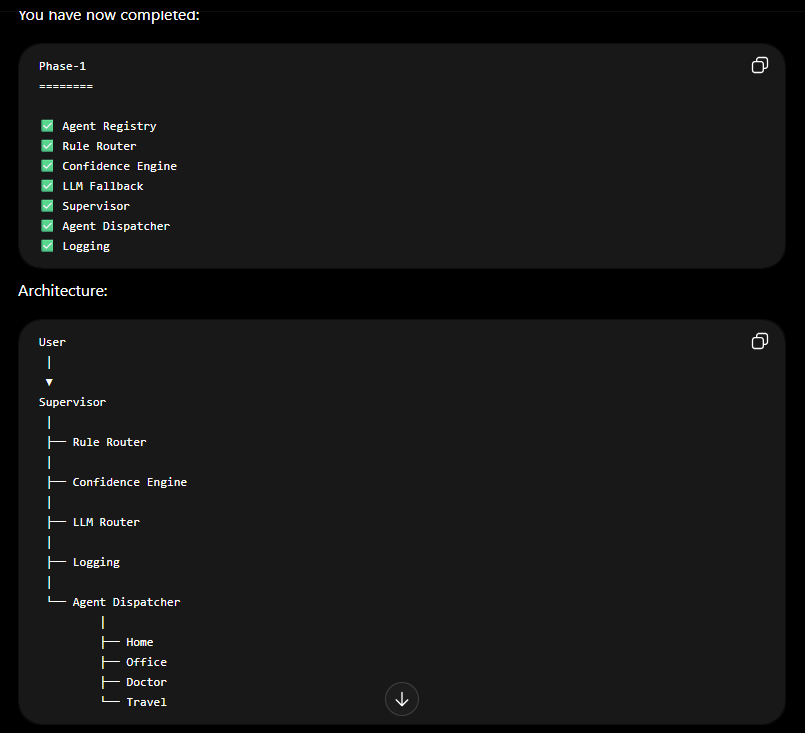 You have now completed:
Phase-1
========
✅ Agent Registry
✅ Rule Router
✅ Confidence Engine
✅ LLM Fallback
✅ Supervisor
✅ Agent Dispatcher
✅ Logging
Architecture:
User
│
▼
Supervisor
│
├── Rule Router
│
├── Confidence Engine
│
├── LLM Router
│
├── Logging
│
└── Agent Dispatcher
│
├── Home
├── Office
├── Doctor
└── Travel